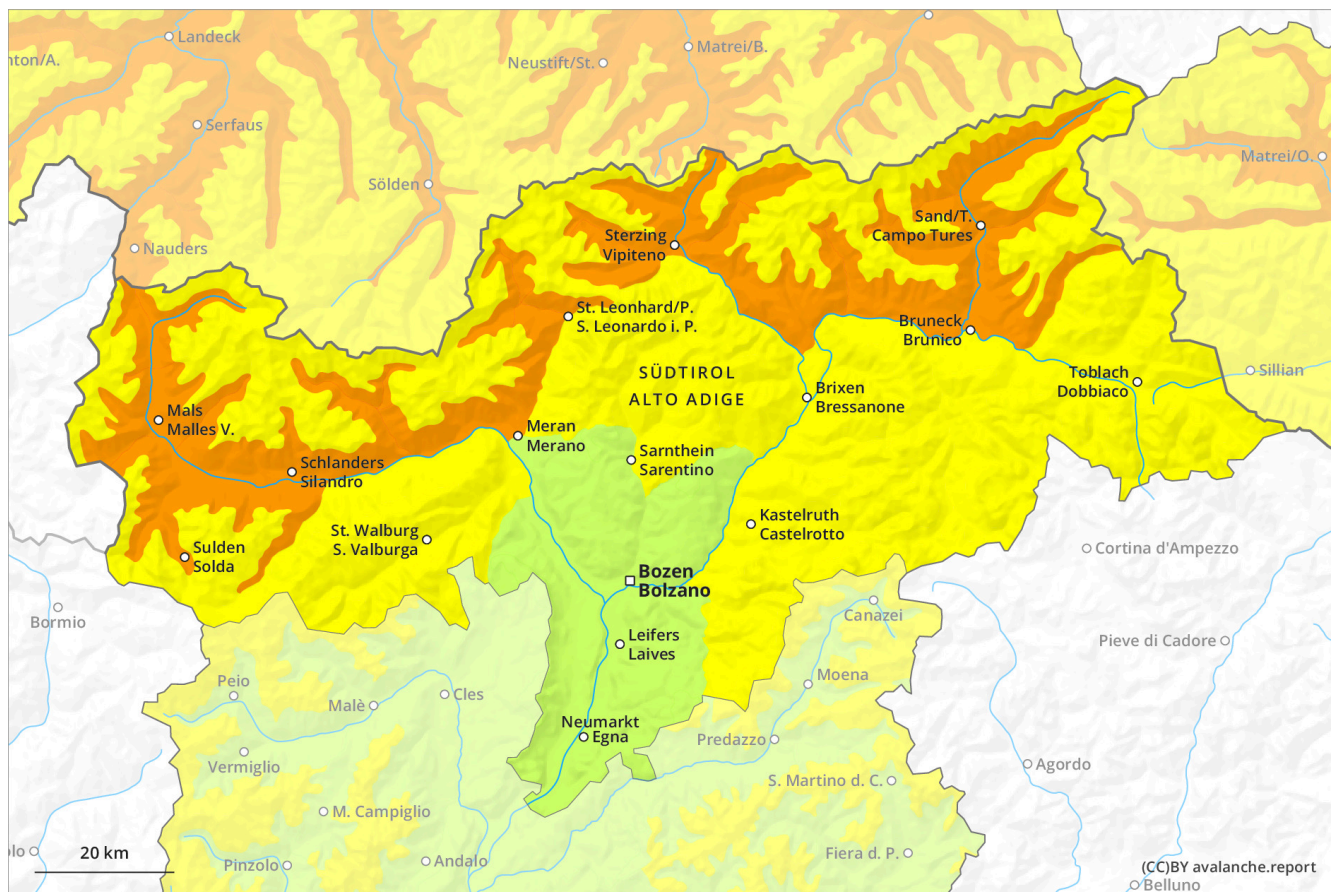 Landeck
nton/A.
Neustift/St.
Matrei/B.
Serfaus
Sölden
Matrei/O.
Nauders
Sand/T.
Campo Tures
Sterzing
Vipiteno
St. Leonhard/P.
S. Leonardo i. P.
Bruneck
Brunico
SÜDTIROL
ALTO ADIGE
Toblach
Dobbiaco
Sillian
Brixen
Bressanone
Mals
Malles V.
Meran
Merano
Sarnthein
Sarentino
Schlanders
Silandro
Kastelruth
Castelrotto
St. Walburg
S. Valburga
Sulden
Solda
Cortina d'Ampezzo
Bozen
Bolzano
Bormio
Canazei
Leifers
Laives
Pieve di Cadore
Peio
Malè
Cles
Moena
Neumarkt
Egna
Predazzo
Vermiglio
Agordo
S. Martino d. C.
M. Campiglio
olo
20 km
Pinzolo
Andalo
Fiera d. P.
(CC)BY avalanche.report
Belluno